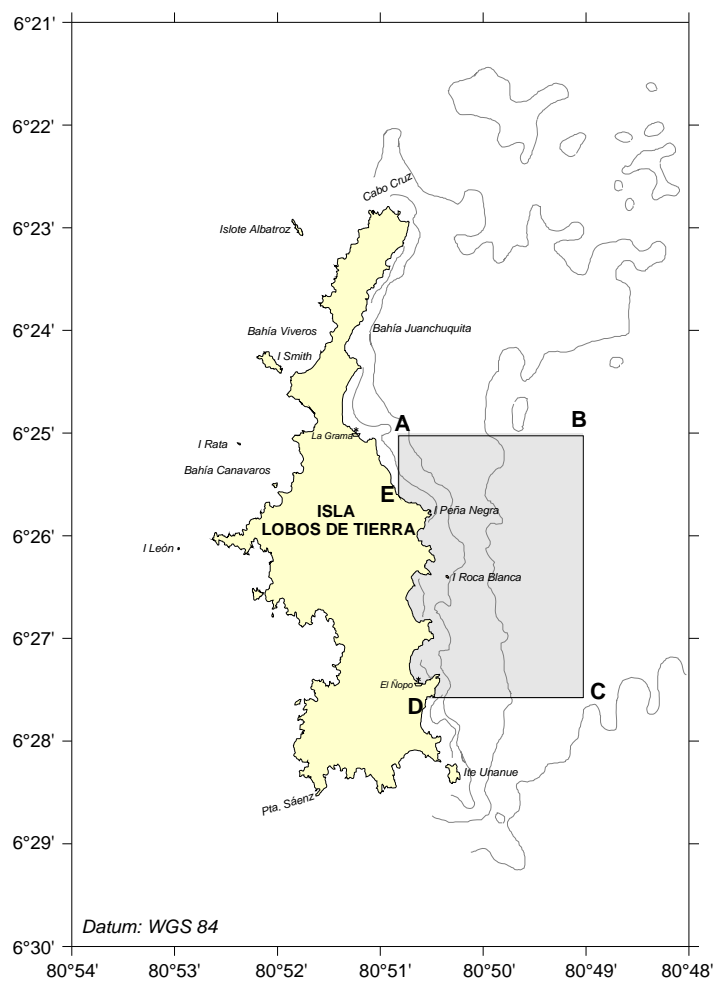 6°21'
6°22'
Cabo Cruz
6°23'
Islote Albatroz
6°24'
Bahía Viveros
Bahía Juanchuquita
I Smith
A
B
6°25'
La Grama
I Rata
Bahía Canavaros
E
ISLA
LOBOS DE TIERRA
I Peña Negra
6°26'
I León
I Roca Blanca
6°27'
El Ñopo
D
C
6°28'
Ite Unanue
Pta. Sáenz
6°29'
Datum: WGS 84
6°30'
80°54'
80°53'
80°52'
80°51'
80°50'
80°49'
80°48'